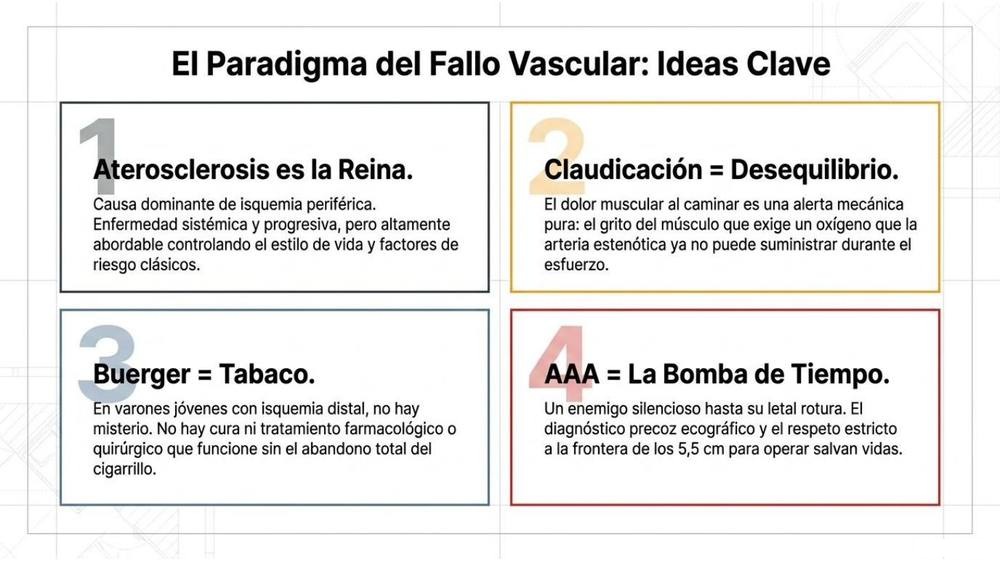 El Paradigma del Fallo Vascular: Ideas Clave
1
Aterosclerosis es la Reina.
Causa dominante de isquemia periférica.
Enfermedad sistémica y progresiva, pero altamente
abordable controlando el estilo de vida y factores de
riesgo clásicos.
2
Claudicación = Desequilibrio.
El dolor muscular al caminar es una alerta mecánica
pura: el grito del músculo que exige un oxígeno que la
arteria estenótica ya no puede suministrar durante el
esfuerzo.
3
Buerger = Tabaco.
En varones jóvenes con isquemia distal, no hay
misterio. No hay cura ni tratamiento farmacológico o
quirúrgico que funcione sin el abandono total del
cigarrillo.
4
AAA = La Bomba de Tiempo.
Un enemigo silencioso hasta su letal rotura. El
diagnóstico precoz ecográfico y el respeto estricto
a la frontera de los 5,5 cm para operar salvan vidas.